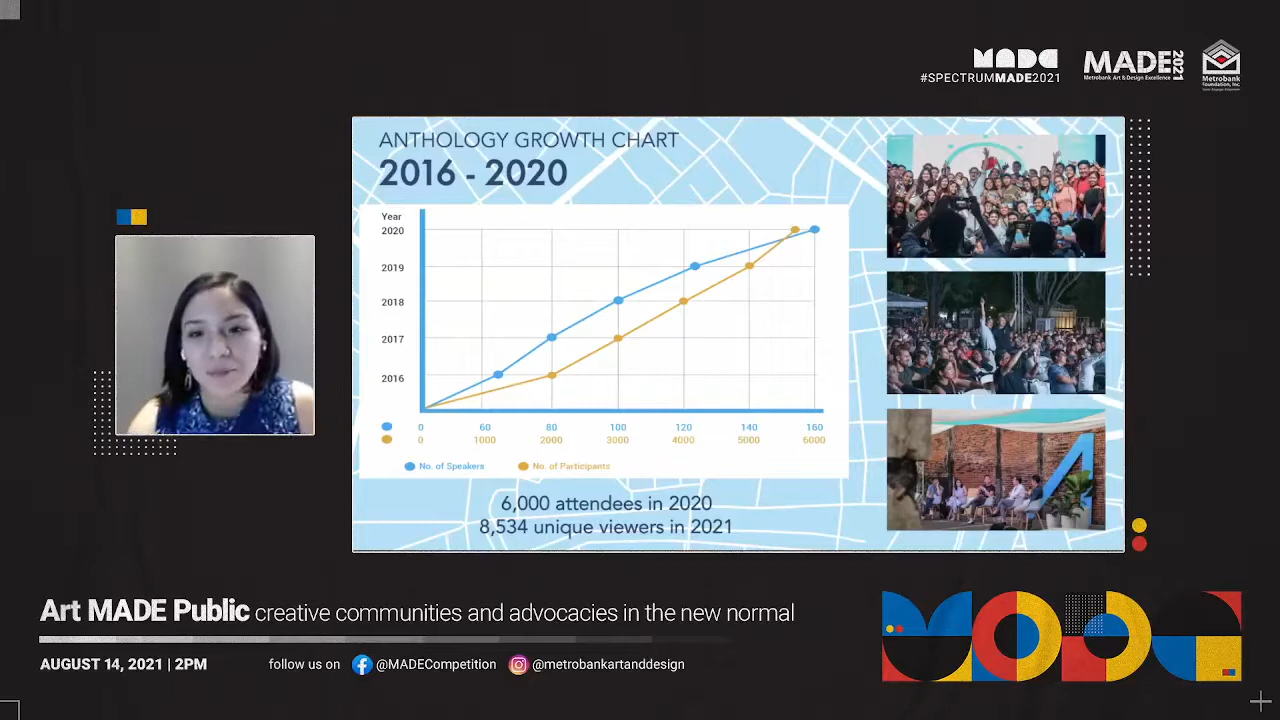 MADE
#SPECTRUMMADE2021
MADE 2021
Metrobank Art & Design Excellence
Metrobank
Foundation, Inc.
ANTHOLOGY GROWTH CHART
2016 - 2020
Year
2020
2019
2018
2017
2016
0 60 80 100 120 140 160
0 1000 2000 3000 4000 5000 6000
No. of Speakers No. of Participants
6,000 attendees in 2020
8,534 unique viewers in 2021
Art MADE Public creative communities and advocacies in the new normal
AUGUST 14, 2021 | 2PM
follow us on @MADECompetition @metrobankartanddesign
MADE